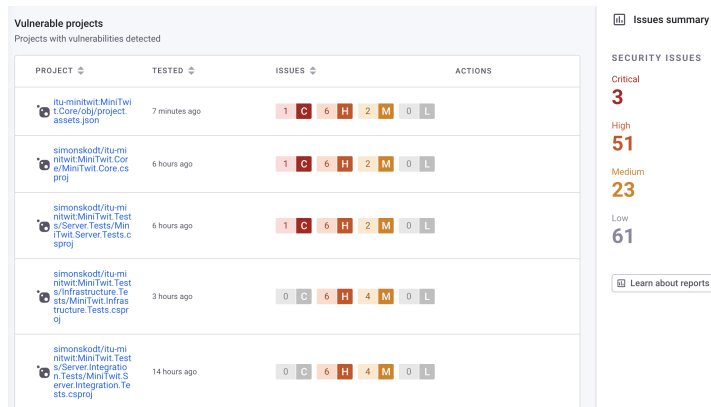 Vulnerable projects
Projects with vulnerabilities detected
PROJECT TESTED ISSUES ACTIONS
itu-minitwit:MiniTwi
t.Core/obj/project.
assets.json
7 minutes ago
1 C 6 H 2 M 0 L
simonskodt/itu-mi
nitwit:MiniTwit.Cor
e/MiniTwit.Core.cs
proj
6 hours ago
1 C 6 H 2 M 0 L
simonskodt/itu-mi
nitwit:MiniTwit.Test
s/Server.Tests/Min
iTwit.Server.Tests.c
sproj
6 hours ago
1 C 6 H 2 M 0 L
simonskodt/itu-mi
nitwit:MiniTwit.Test
s/Infrastructure.Te
sts/MiniTwit.Infras
tructure.Tests.cspr
oj
3 hours ago
0 C 6 H 4 M 0 L
simonskodt/itu-mi
nitwit:MiniTwit.Test
s/Server.Integratio
n.Tests/MiniTwit.S
erver.Integration.Te
sts.csproj
14 hours ago
0 C 6 H 4 M 0 L
Issues summary
SECURITY ISSUES
Critical
3
High
51
Medium
23
Low
61
Learn about reports